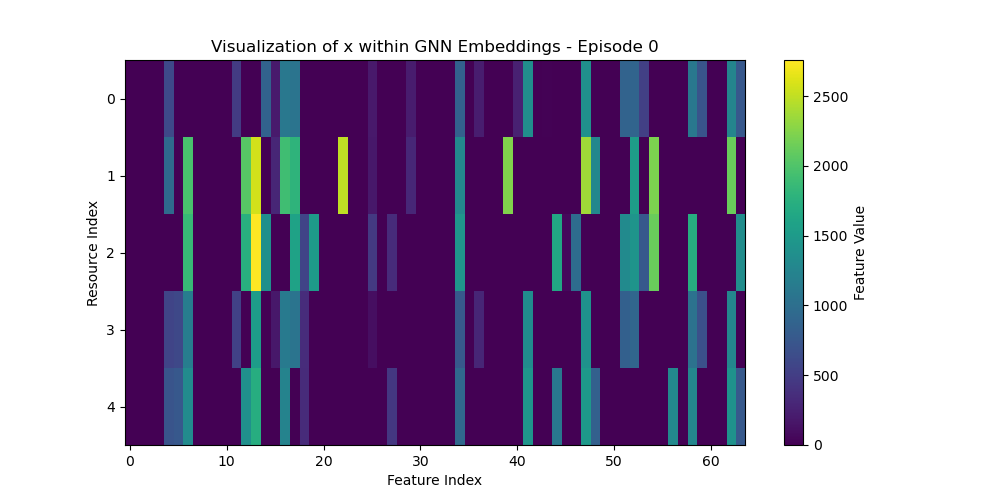 Visualization of x within GNN Embeddings - Episode 0
Resource Index
0
1
2
3
4
0 10 20 30 40 50 60
Feature Index
2500
2000
1500
1000
500
0
Feature Value